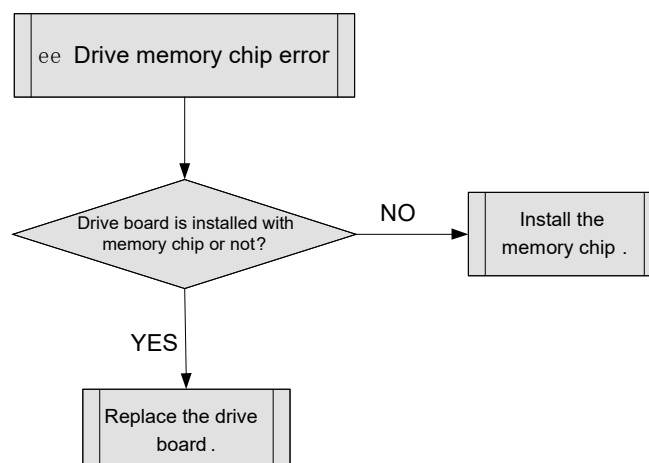 ee Drive memory chip error
Drive board is installed with
memory chip or not?
NO
Install the
memory chip .
YES
Replace the drive
board .